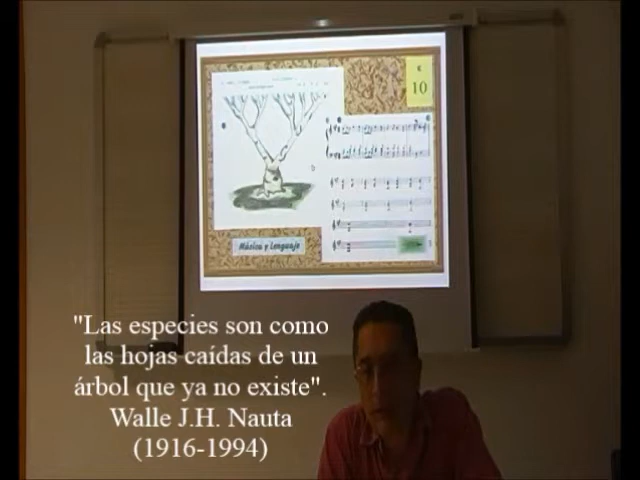 K
10
Música y Lenguaje
"Las especies son como
las hojas caídas de un
árbol que ya no existe".
Walle J.H. Nauta
(1916-1994)